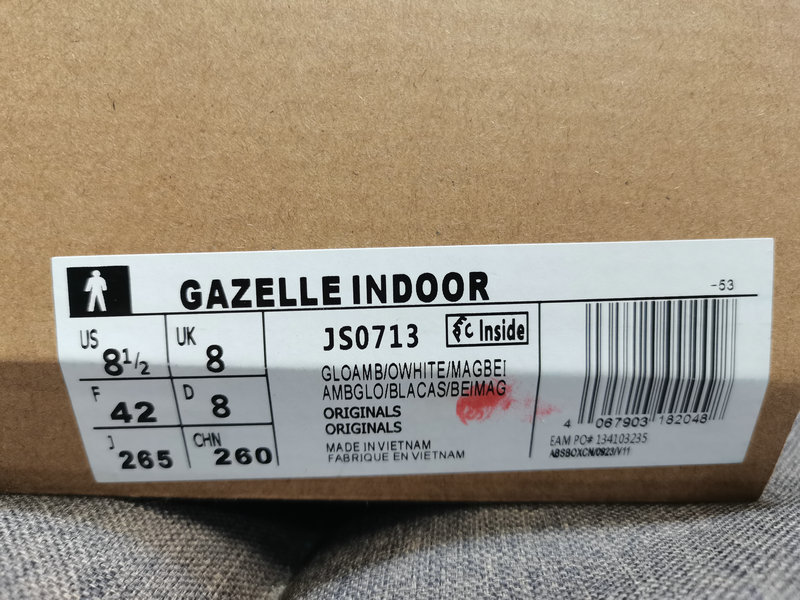 GAZELLE INDOOR
-53
US 8 1/2
UK 8
F 42
D 8
J 265
CHN 260
JS0713
Inside
GLOAMB/OWHITE/MAGBEI
AMBGLO/BLACAS/BEIMAG
ORIGINALS
ORIGINALS
MADE IN VIETNAM
FABRIQUE EN VIETNAM
4 067903 182048
EAM PO# 134103235
ABSBOXCN/0923/V11